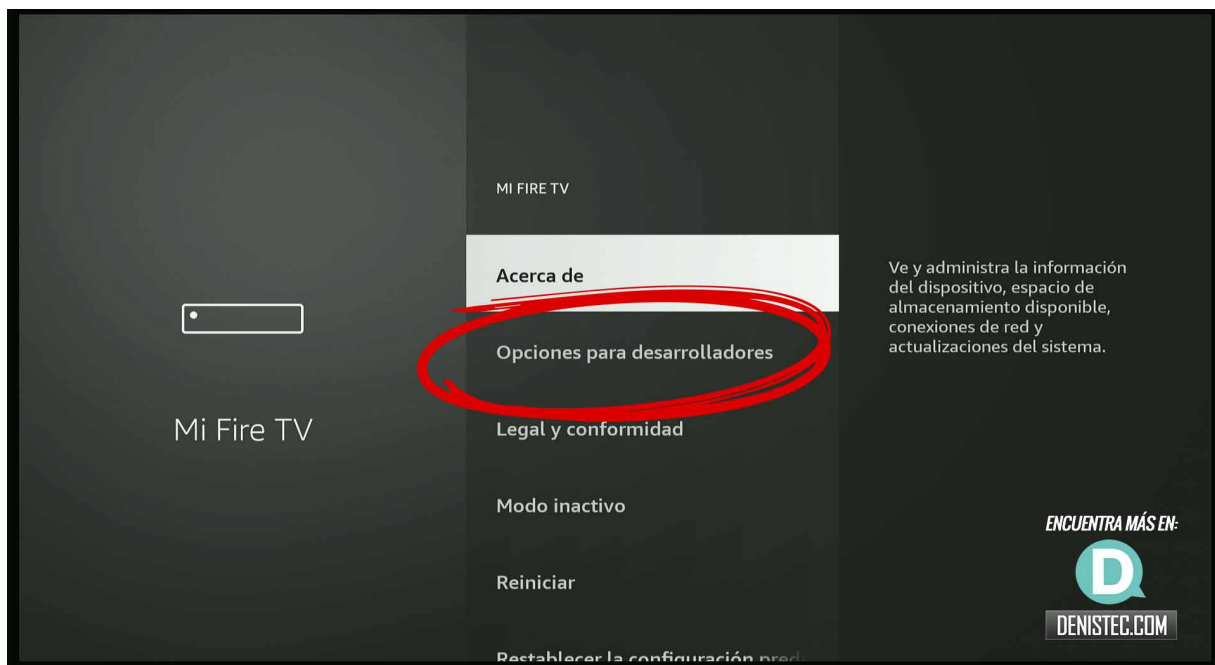 MI FIRE TV
Acerca de
Opciones para desarrolladores
Legal y conformidad
Modo inactivo
Reiniciar
Restablecer la configuración pred
Mi Fire TV
Ve y administra la información
del dispositivo, espacio de
almacenamiento disponible,
conexiones de red y
actualizaciones del sistema.
ENCUENTRA MÁS EN:
D
DENISTEC.COM